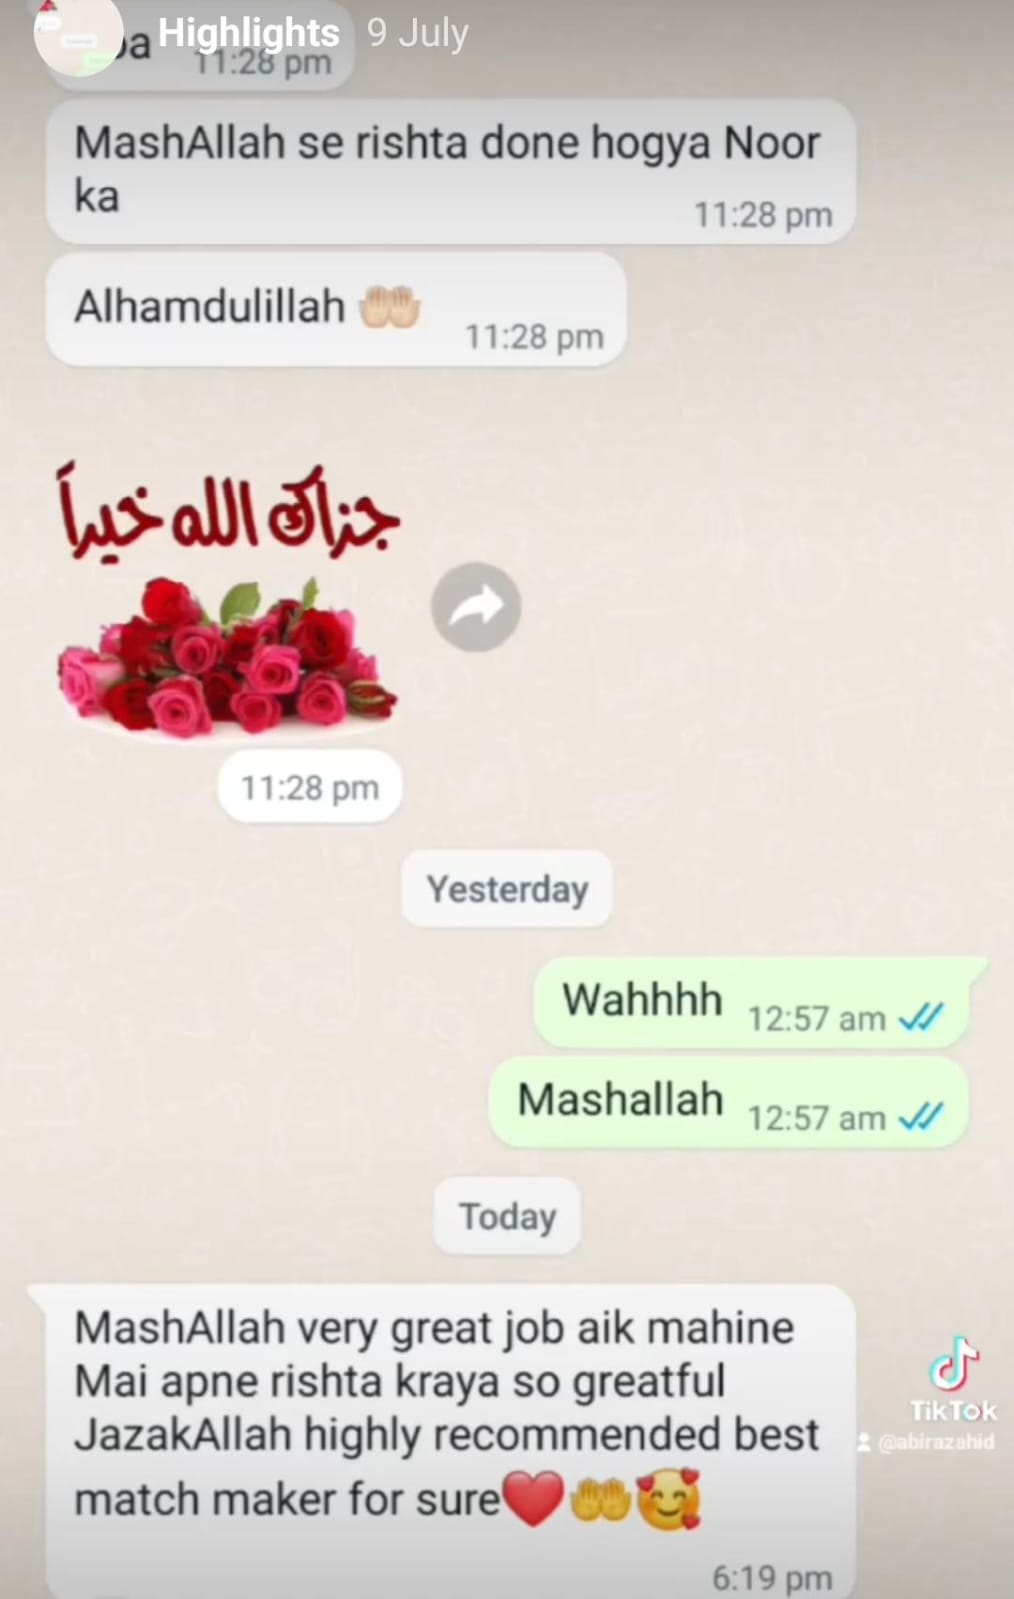 Highlights 9 July
11:28 pm
MashAllah se rishta done hogya Noor
ka
11:28 pm
Alhamdulillah 🤲🏻
11:28 pm
جزاك الله خيراً
11:28 pm
Yesterday
Wahhhh 12:57 am
Mashallah 12:57 am
Today
MashAllah very great job aik mahine
Mai apne rishta kraya so greatful
JazakAllah highly recommended best
match maker for sure❤️🤲🥰
6:19 pm
TikTok
@abirazahid